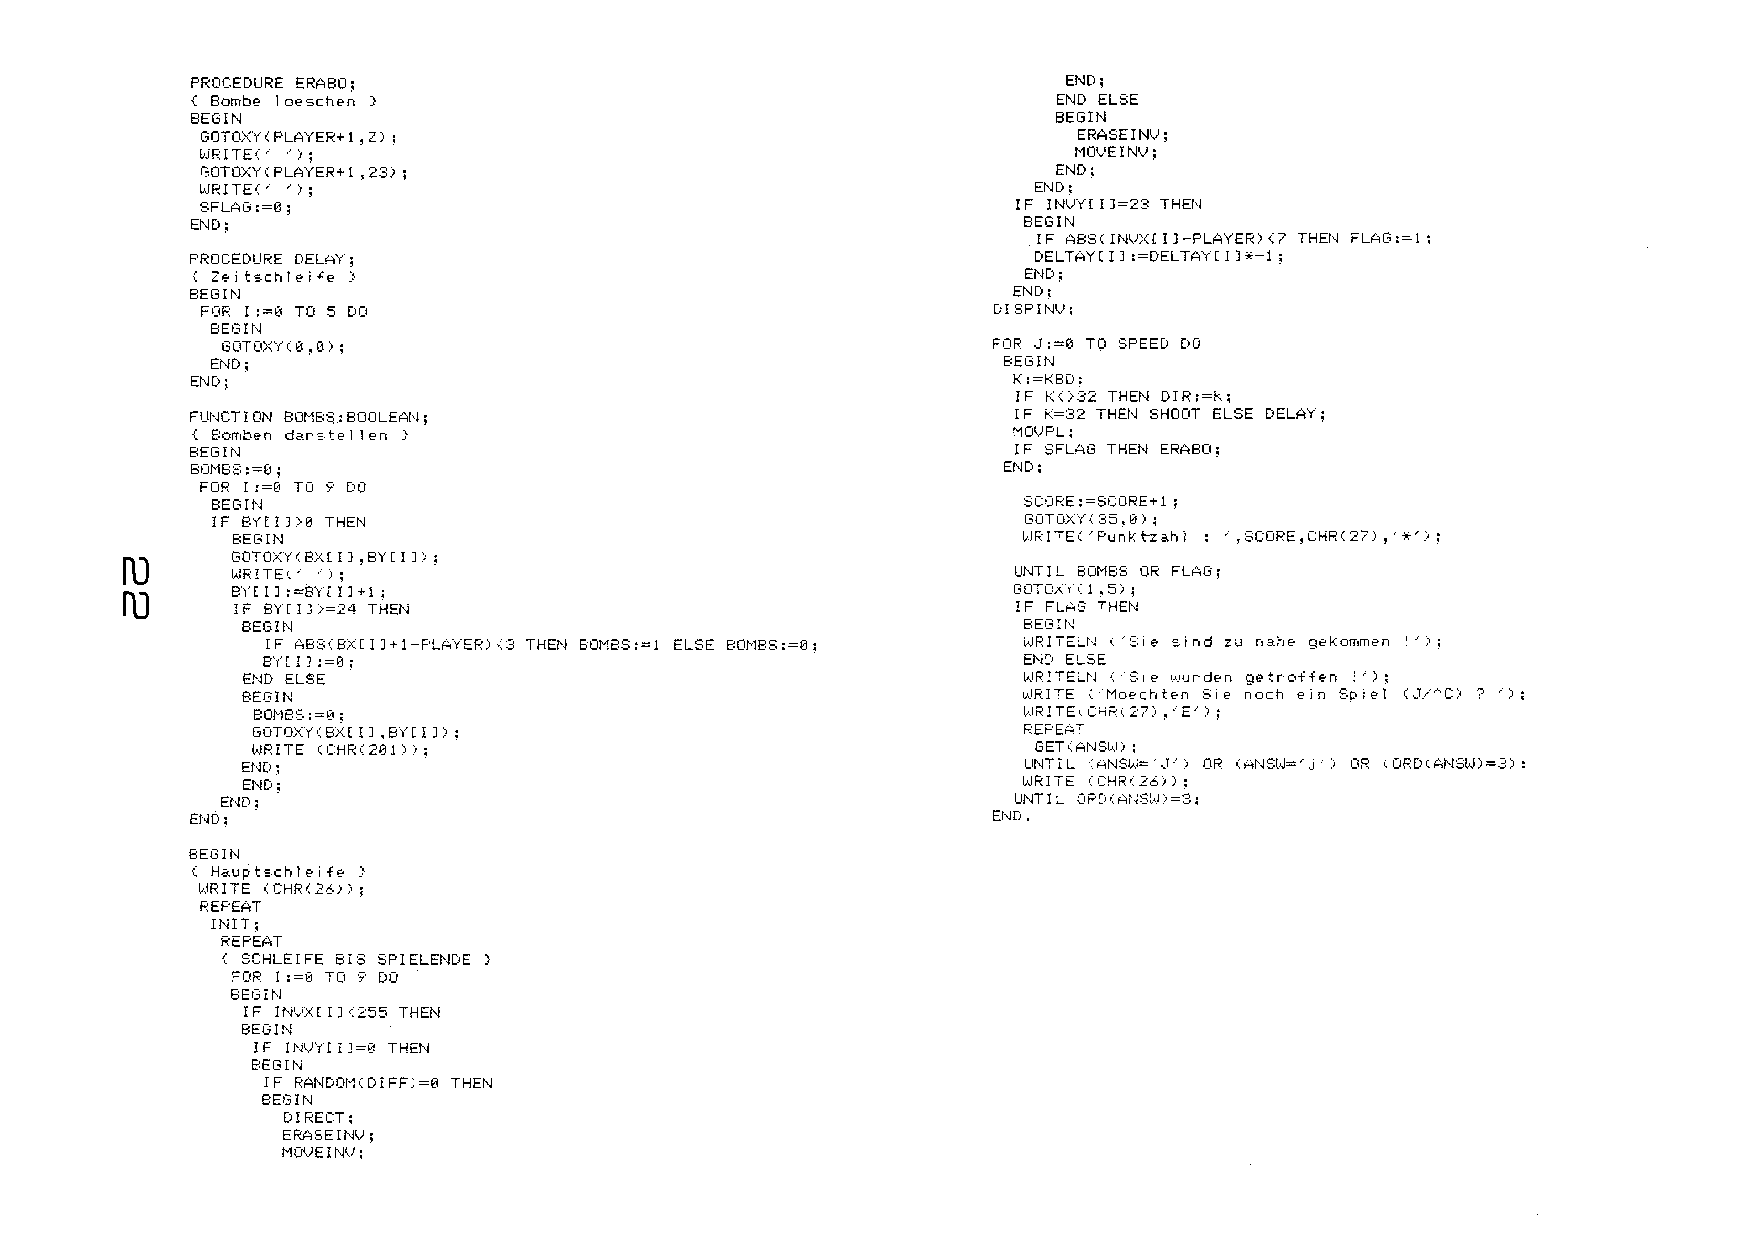 PROCEDURE ERABO;
{ Bombe loeschen }
BEGIN
 GOTOXY(PLAYER+1,Z);
 WRITE(' ');
 GOTOXY(PLAYER+1,23);
 WRITE(' ');
 SFLAG:=0;
END;

PROCEDURE DELAY;
{ Zeitschleife }
BEGIN
 FOR I:=0 TO 5 DO
  BEGIN
   GOTOXY(0,0);
  END;
END;

FUNCTION BOMBS:BOOLEAN;
{ Bomben darstellen }
BEGIN
BOMBS:=0;
 FOR I:=0 TO 9 DO
  BEGIN
  IF BY[I]>0 THEN
    BEGIN
    GOTOXY(BX[I],BY[I]);
    WRITE(' ');
    BY[I]:=BY[I]+1;
    IF BY[I]>=24 THEN
     BEGIN
       IF ABS(BX[I]+1-PLAYER)<3 THEN BOMBS:=1 ELSE BOMBS:=0;
       BY[I]:=0;
     END ELSE
     BEGIN
      BOMBS:=0;
      GOTOXY(BX[I],BY[I]);
      WRITE (CHR(201));
     END;
     END;
   END;
END;

BEGIN
{ Hauptschleife }
 WRITE (CHR(26));
 REPEAT
  INIT;
   REPEAT
   { SCHLEIFE BIS SPIELENDE }
    FOR I:=0 TO 9 DO
    BEGIN
     IF INVX[I]<255 THEN
     BEGIN
      IF INVY[I]=0 THEN
      BEGIN
       IF RANDOM(DIFF)=0 THEN
       BEGIN
         DIRECT;
         ERASEINV;
         MOVEINV;
       END;
      END ELSE
      BEGIN
        ERASEINV;
        MOVEINV;
      END;
    END;
  IF INVY[I]=23 THEN
   BEGIN
    IF ABS(INVX[I]-PLAYER)<7 THEN FLAG:=1;
    DELTAY[I]:=DELTAY[I]*-1;
   END;
  END;
DISPINV;

FOR J:=0 TO SPEED DO
 BEGIN
  K:=KBD;
  IF K<>32 THEN DIR:=K;
  IF K=32 THEN SHOOT ELSE DELAY;
  MOVPL;
  IF SFLAG THEN ERABO;
 END;

   SCORE:=SCORE+1;
   GOTOXY(35,0);
   WRITE('Punktzahl : ',SCORE,CHR(27),'*');

  UNTIL BOMBS OR FLAG;
  GOTOXY(1,5);
  IF FLAG THEN
   BEGIN
   WRITELN ('Sie sind zu nahe gekommen !');
   END ELSE
   WRITELN ('Sie wurden getroffen !');
   WRITE ('Moechten Sie noch ein Spiel (J/^C) ? ');
   WRITE(CHR(27),'E');
   REPEAT
    GET(ANSW);
   UNTIL (ANSW='J') OR (ANSW='j') OR (ORD(ANSW)=3);
   WRITE (CHR(26));
  UNTIL ORD(ANSW)=3;
END.
22